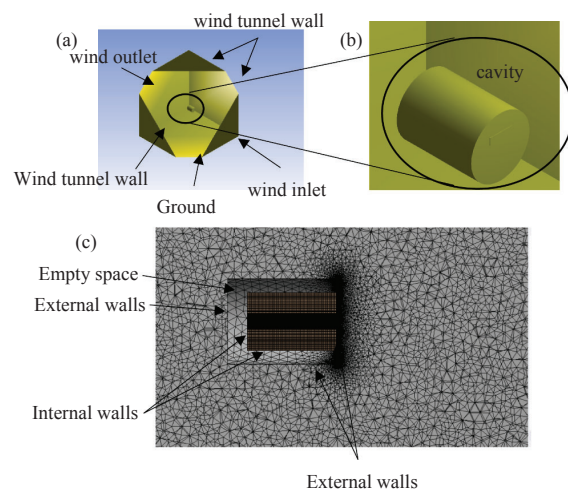 (a)
wind tunnel wall
wind outlet
Wind tunnel wall
wind inlet
Ground
(b)
cavity
(c)
Empty space
External walls
Internal walls
External walls